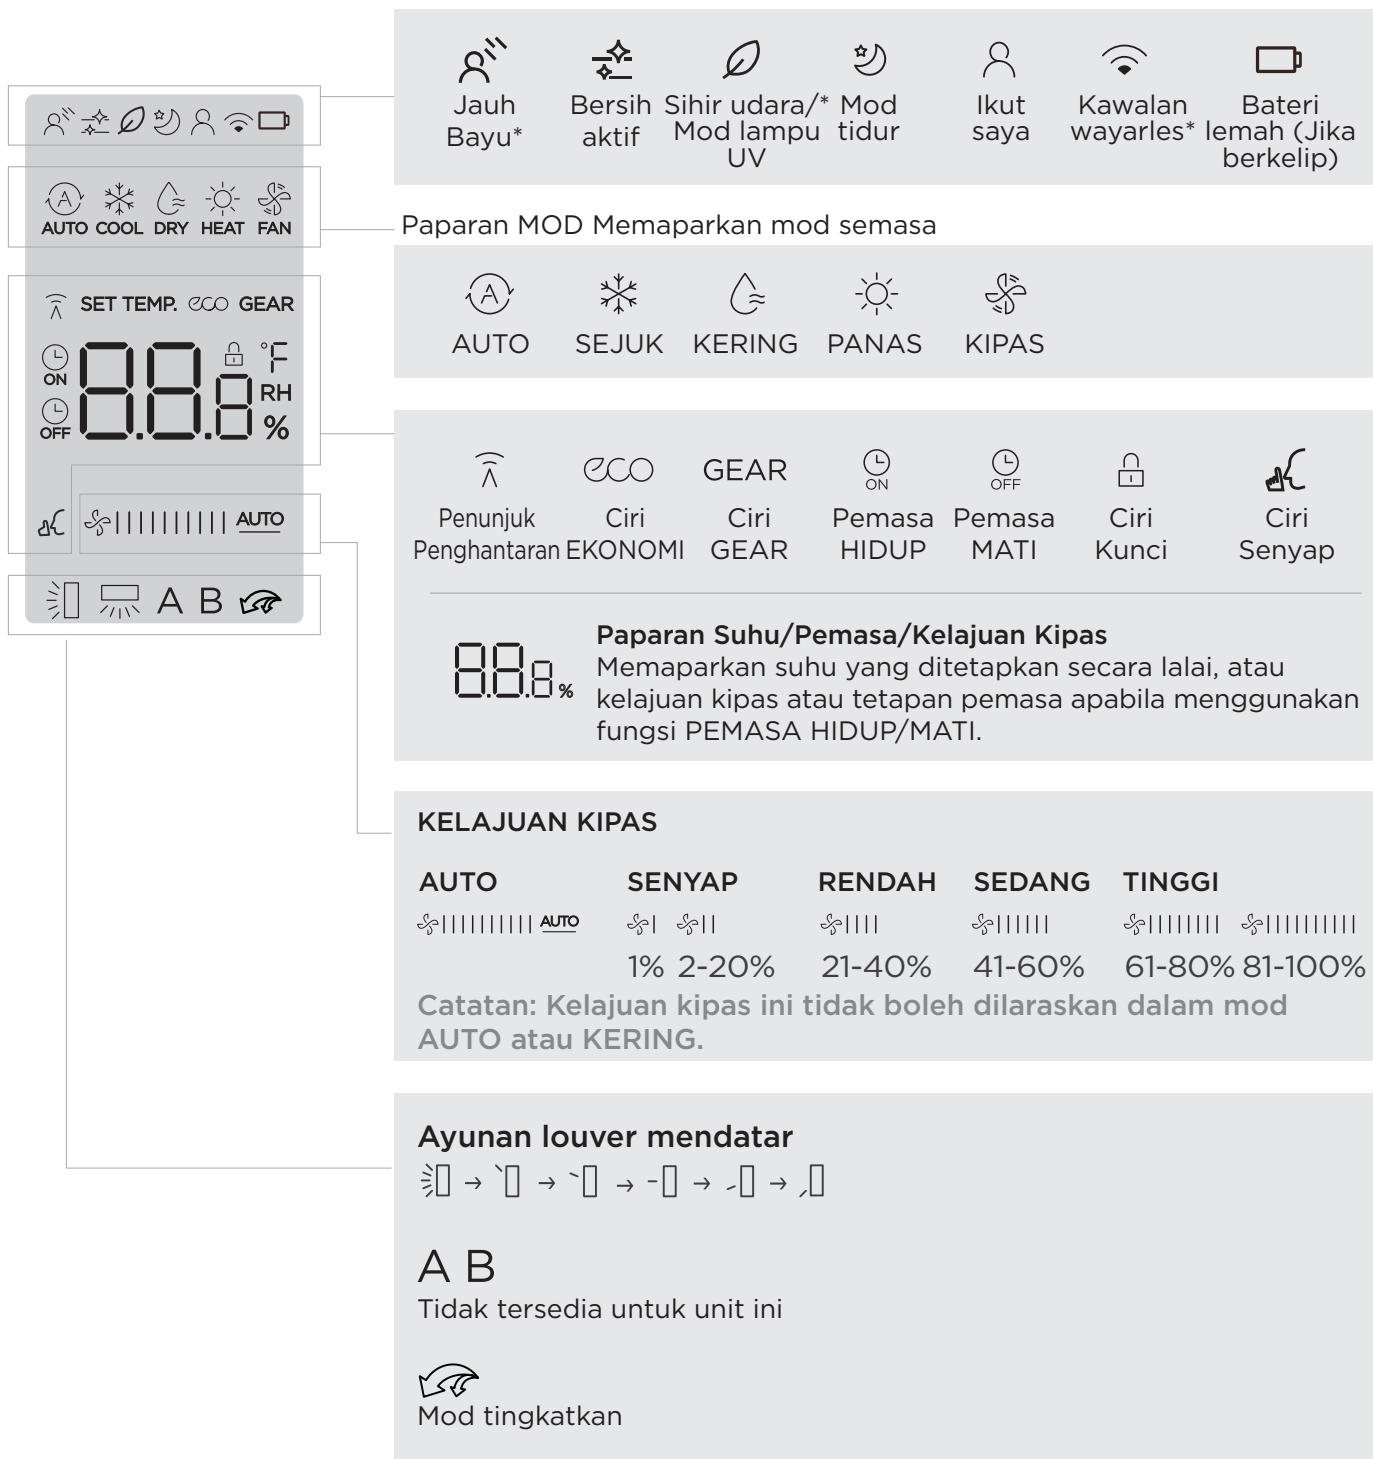 Jauh Bayu*
Bersih aktif
Sihir udara/* Mod lampu UV
Mod tidur
Ikut saya
Kawalan wayarles*
Bateri lemah (Jika berkelip)
A
AUTO COOL DRY HEAT FAN
Paparan MOD Memaparkan mod semasa
A
AUTO SEJUK KERING PANAS KIPAS
SET TEMP. eco GEAR
ON
88.8
°F
RH
OFF
%
AUTO
A B
eco GEAR ON OFF
Penunjuk Penghantaran
Ciri EKONOMI
Ciri GEAR
Pemasa HIDUP
Pemasa MATI
Ciri Kunci
Ciri Senyap
88.8%
Paparan Suhu/Pemasa/Kelajuan Kipas
Memaparkan suhu yang ditetapkan secara lalai, atau
kelajuan kipas atau tetapan pemasa apabila menggunakan
fungsi PEMASA HIDUP/MATI.
KELAJUAN KIPAS
AUTO SENYAP RENDAH SEDANG TINGGI
AUTO
1% 2-20% 21-40% 41-60% 61-80% 81-100%
Catatan: Kelajuan kipas ini tidak boleh dilaraskan dalam mod
AUTO atau KERING.
Ayunan louver mendatar
A B
Tidak tersedia untuk unit ini
Mod tingkatkan